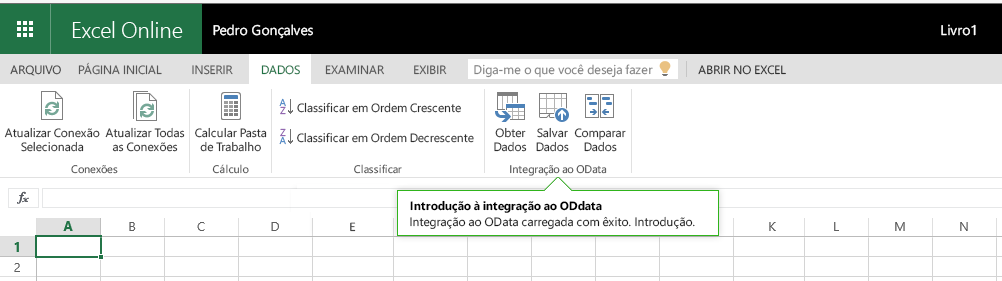 Excel Online Pedro Gonçalves Livro1
ARQUIVO PÁGINA INICIAL INSERIR DADOS EXAMINAR EXIBIR Diga-me o que você deseja fazer ABRIR NO EXCEL
Atualizar Conexão Selecionada
Atualizar Todas as Conexões
Conexões
Calcular Pasta de Trabalho
Cálculo
A Z Classificar em Ordem Crescente
Z A Classificar em Ordem Decrescente
Classificar
Obter Dados
Salvar Dados
Comparar Dados
Integração ao OData
fx
Introdução à integração ao ODdata
Integração ao OData carregada com êxito. Introdução.
A B C D E K L M N
1
2